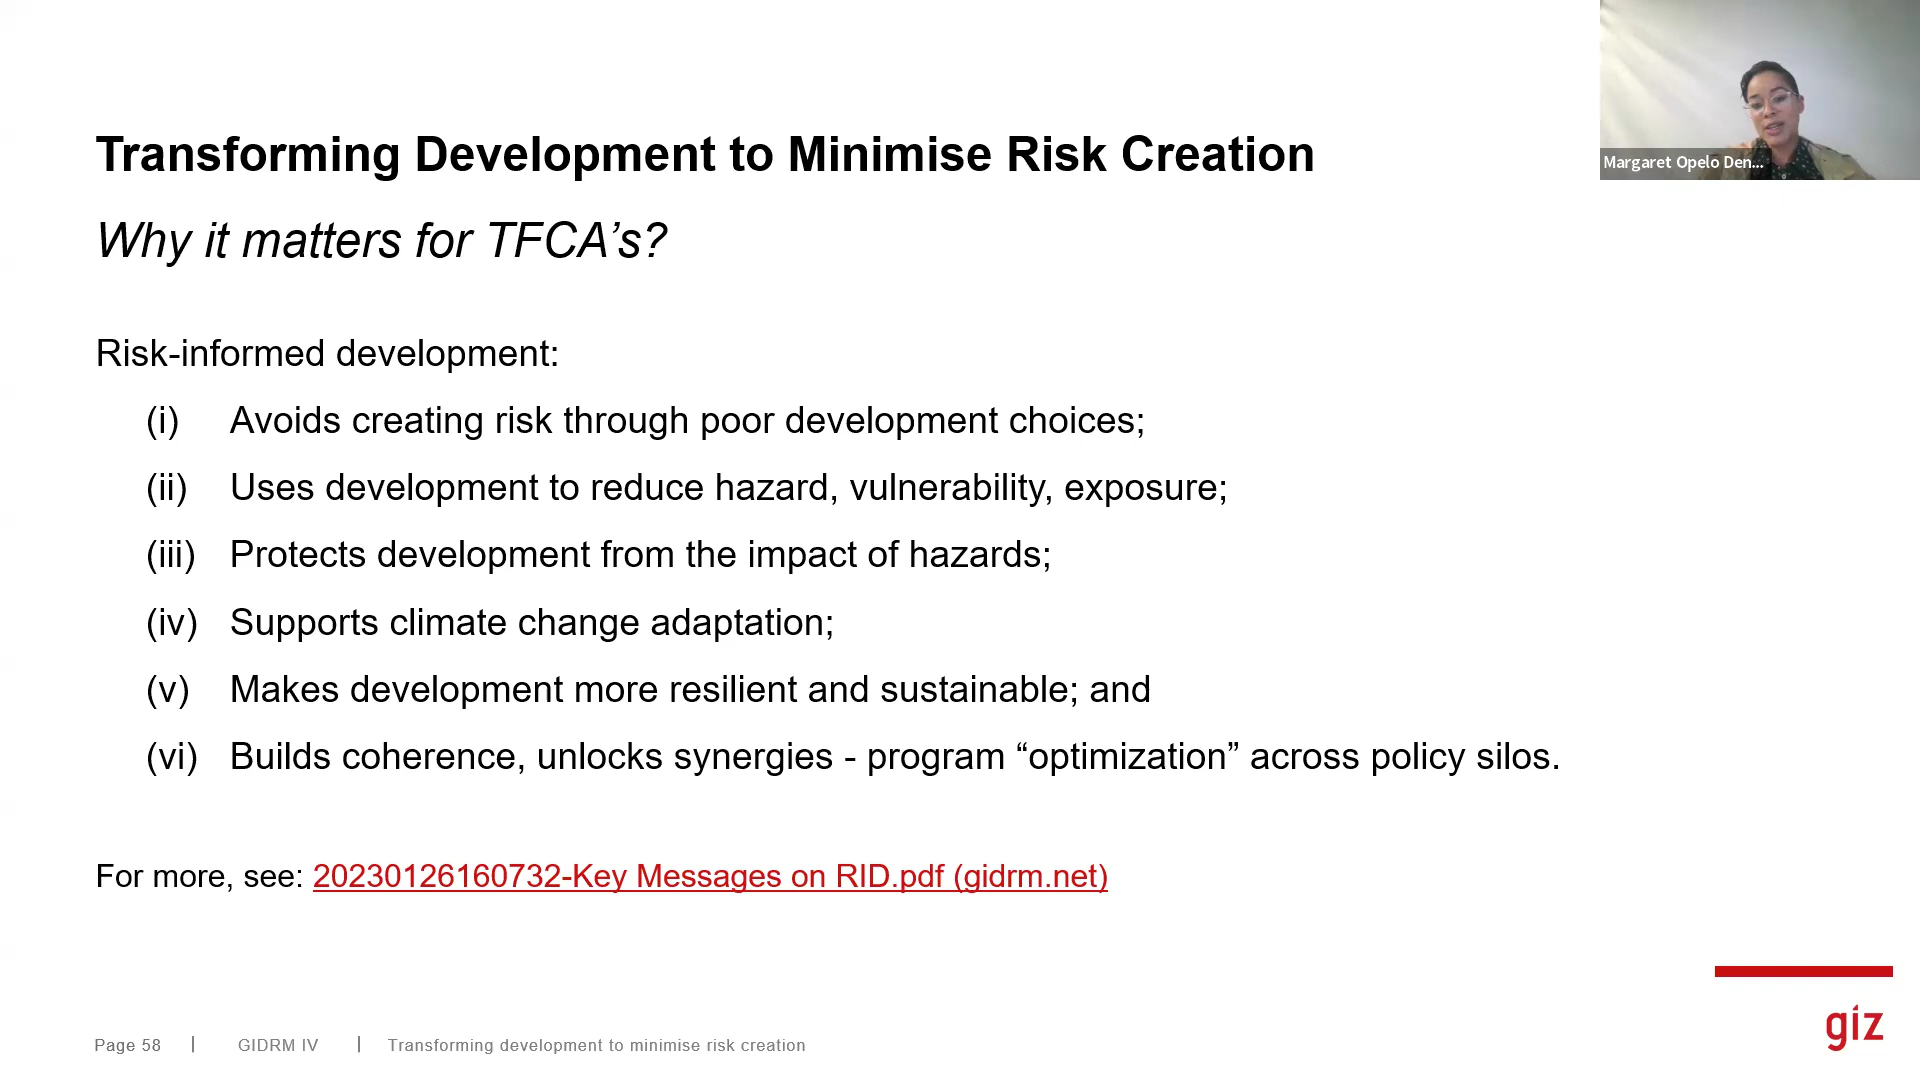 Transforming Development to Minimise Risk Creation
Why it matters for TFCA’s?
Risk-informed development:
(i) Avoids creating risk through poor development choices;
(ii) Uses development to reduce hazard, vulnerability, exposure;
(iii) Protects development from the impact of hazards;
(iv) Supports climate change adaptation;
(v) Makes development more resilient and sustainable; and
(vi) Builds coherence, unlocks synergies - program “optimization” across policy silos.
For more, see: 20230126160732-Key Messages on RID.pdf (gidrm.net)
Page 58 | GIDRM IV | Transforming development to minimise risk creation
giz
Margaret Opelo Den...